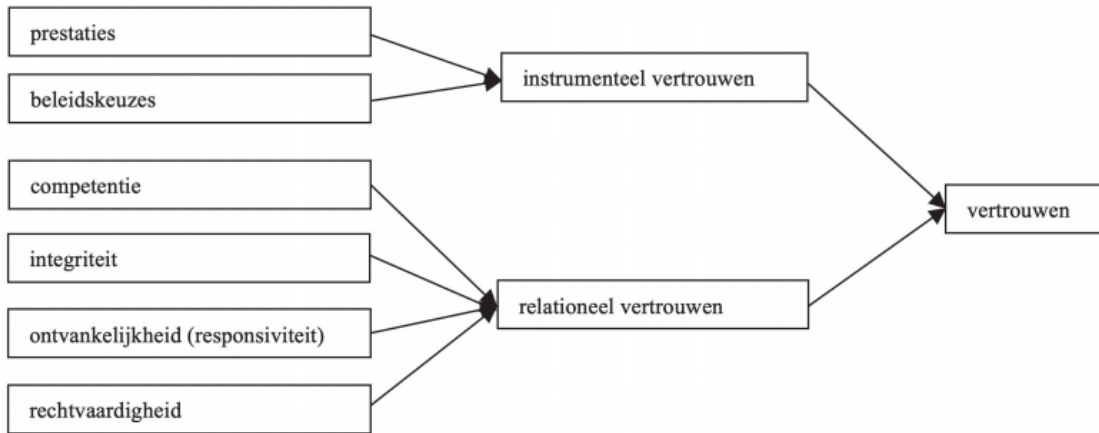 prestaties
beleidskeuzes
instrumenteel vertrouwen
competentie
integriteit
ontvankelijkheid (responsiviteit)
rechtvaardigheid
relationeel vertrouwen
vertrouwen